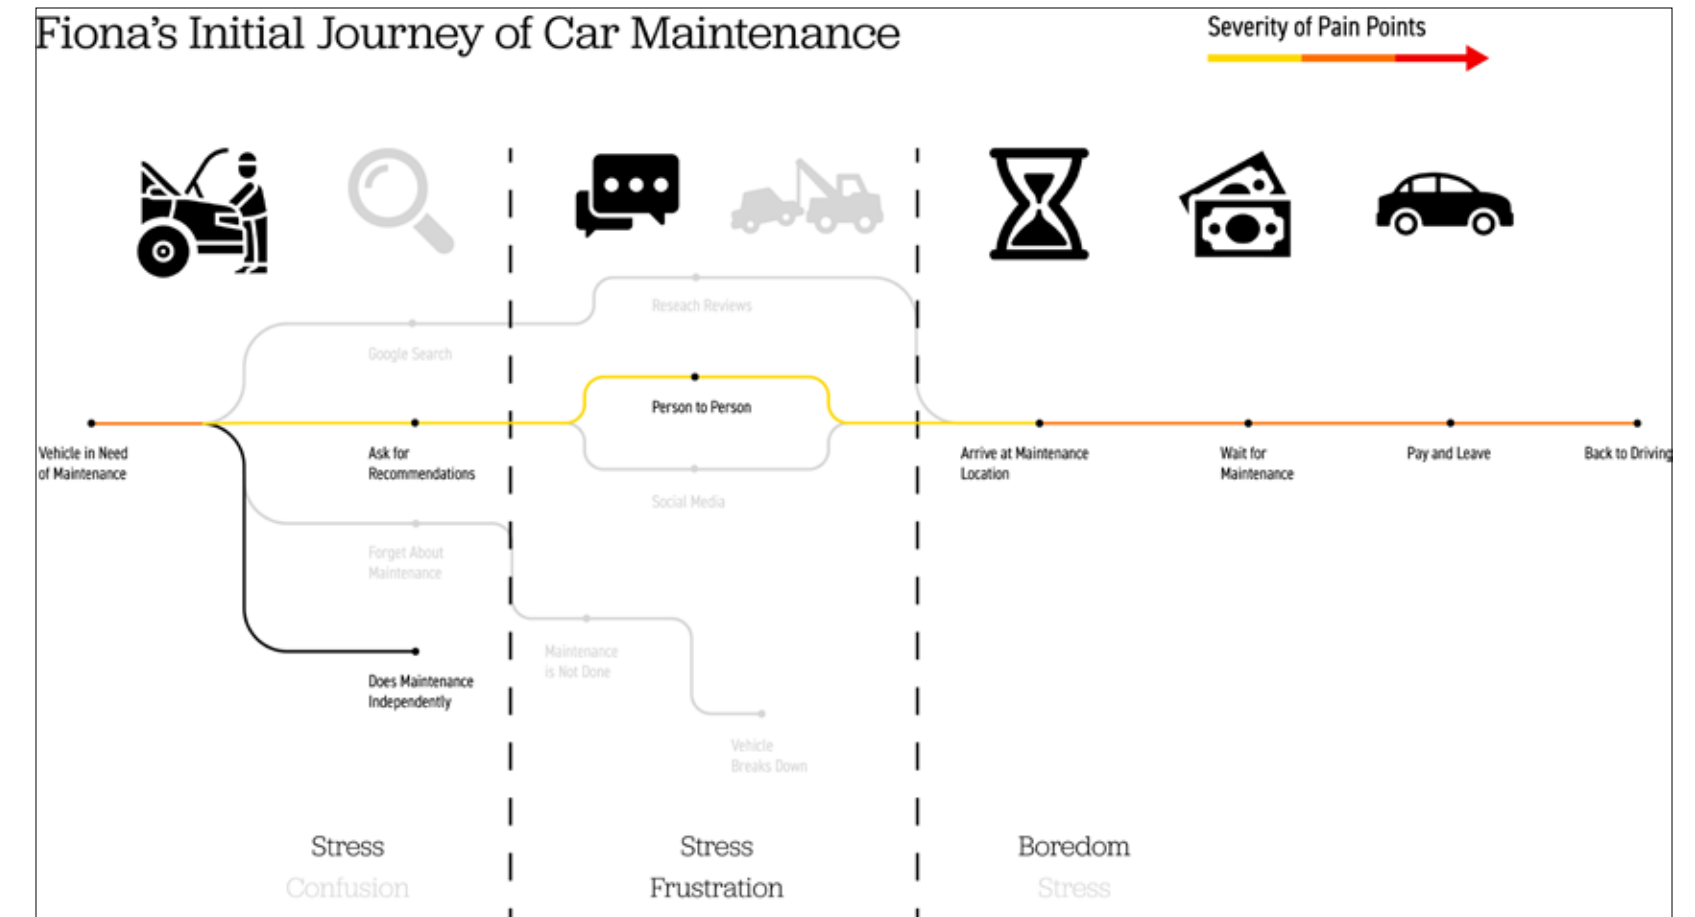 Fiona's Initial Journey of Car Maintenance
Severity of Pain Points
Reseach Reviews
Google Search
Person to Person
Vehicle in Need
of Maintenance
Ask for
Recommendations
Arrive at Maintenance
Location
Wait for
Maintenance
Pay and Leave
Back to Driving
Social Media
Forget About
Maintenance
Maintenance
is Not Done
Does Maintenance
Independently
Vehicle
Breaks Down
Stress
Confusion
Stress
Frustration
Boredom
Stress